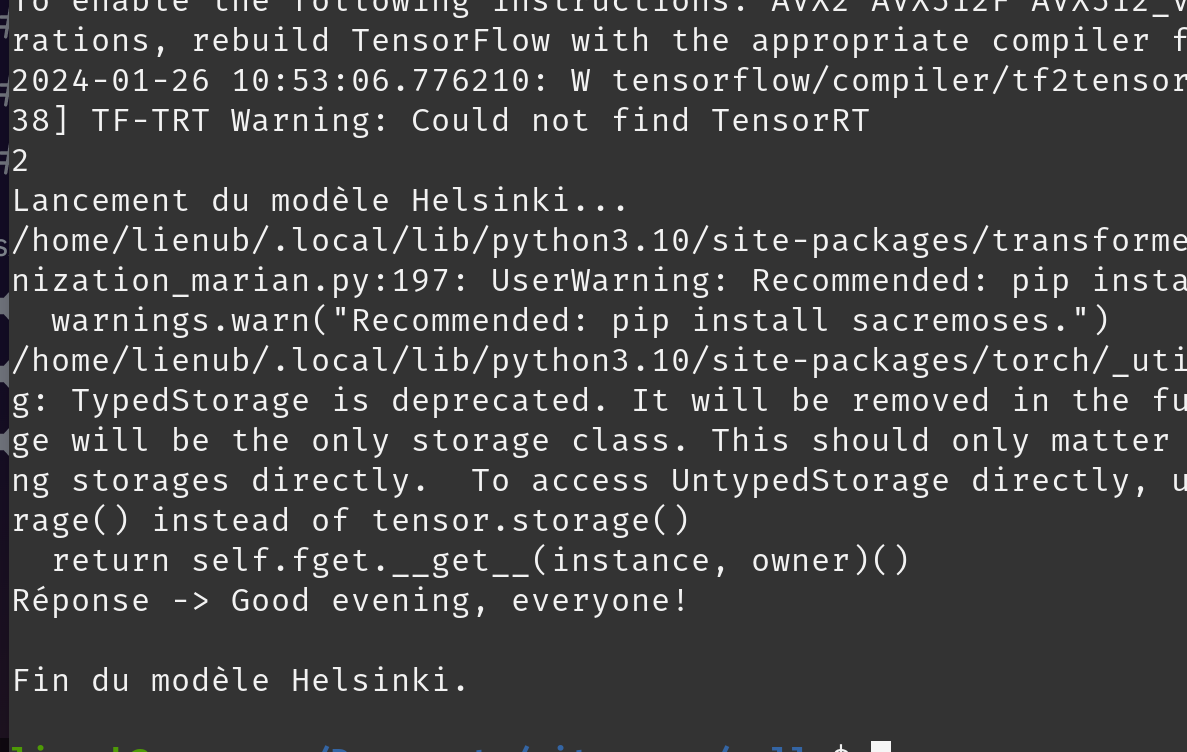 To enable the following instructions: AVX2 AVX512F
rations, rebuild TensorFlow with the appropriate compiler f
2024-01-26 10:53:06.776210: W tensorflow/compiler/tf2tensor
38] TF-TRT Warning: Could not find TensorRT
2
Lancement du modèle Helsinki...
/home/lienub/.local/lib/python3.10/site-packages/transforme
nization_marian.py:197: UserWarning: Recommended: pip insta
warnings.warn("Recommended: pip install sacremoses.")
/home/lienub/.local/lib/python3.10/site-packages/torch/_uti
g: TypedStorage is deprecated. It will be removed in the fu
ge will be the only storage class. This should only matter
ng storages directly.  To access UntypedStorage directly, u
rage() instead of tensor.storage()
return self.fget.__get__(instance, owner)()
Réponse -> Good evening, everyone!
Fin du modèle Helsinki.
$